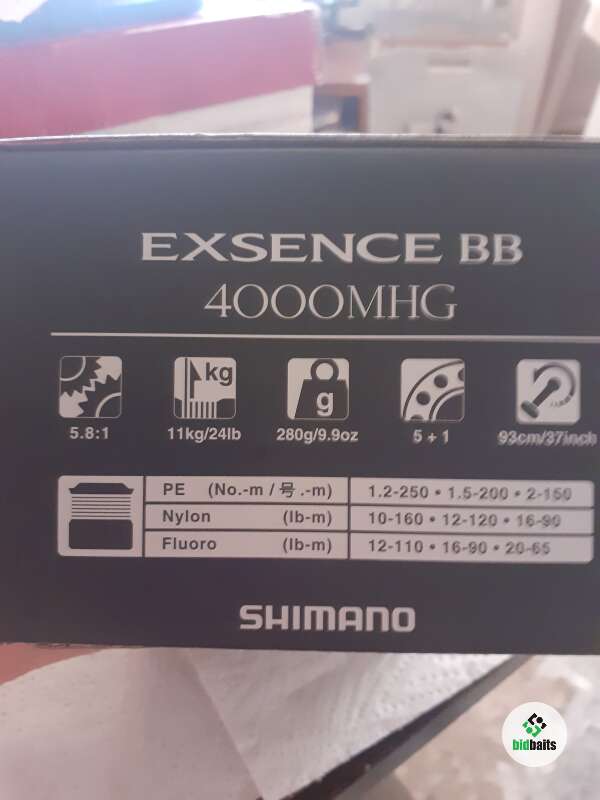 EXSENCE BB
4000MHG
kg
g
5.8:1 11kg/24lb 280g/9.9oz 5 + 1 93cm/37inch
PE (No.-m / 号.-m) 1.2-250 • 1.5-200 • 2-150
Nylon (lb-m) 10-160 • 12-120 • 16-90
Fluoro (lb-m) 12-110 • 16-90 • 20-65
SHIMANO
bidbaits